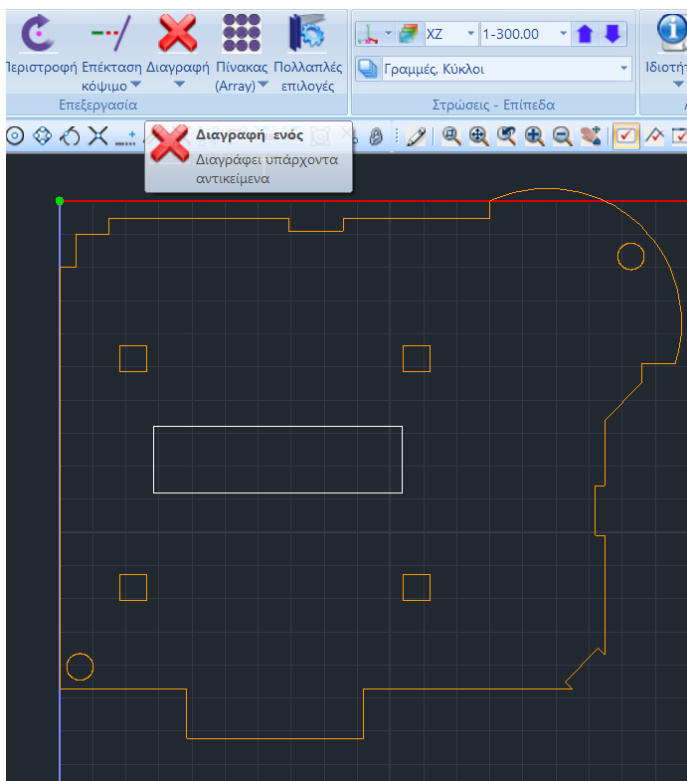 Περιστροφή Επέκταση Διαγραφή Πίνακας Πολλαπλές
κόψιμο (Array) επιλογές
Επεξεργασία
XZ 1-300.00
Γραμμές, Κύκλοι
Στρώσεις - Επίπεδα
Διαγραφή ενός
Διαγράφει υπάρχοντα
αντικείμενα